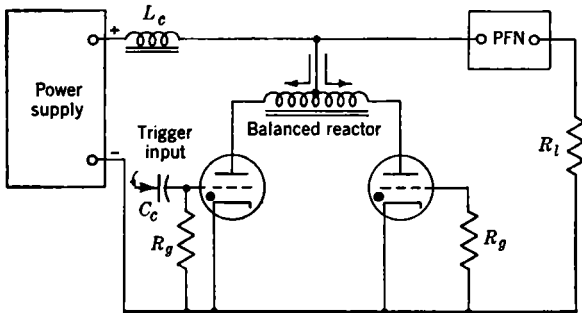 L_c
+
PFN
Power
supply
Balanced reactor
Trigger
input
-
C_c
R_g
R_g
R_l